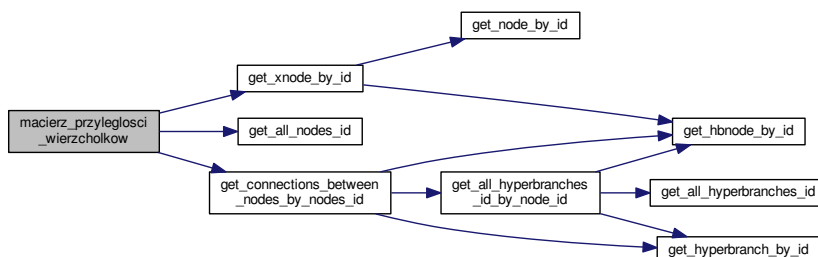 get_node_by_id
get_xnode_by_id
macierz_przyleglosci
_wierzcholkow
get_all_nodes_id
get_hbnode_by_id
get_connections_between
_nodes_by_nodes_id
get_all_hyperbranches
_id_by_node_id
get_all_hyperbranches_id
get_hyperbranch_by_id